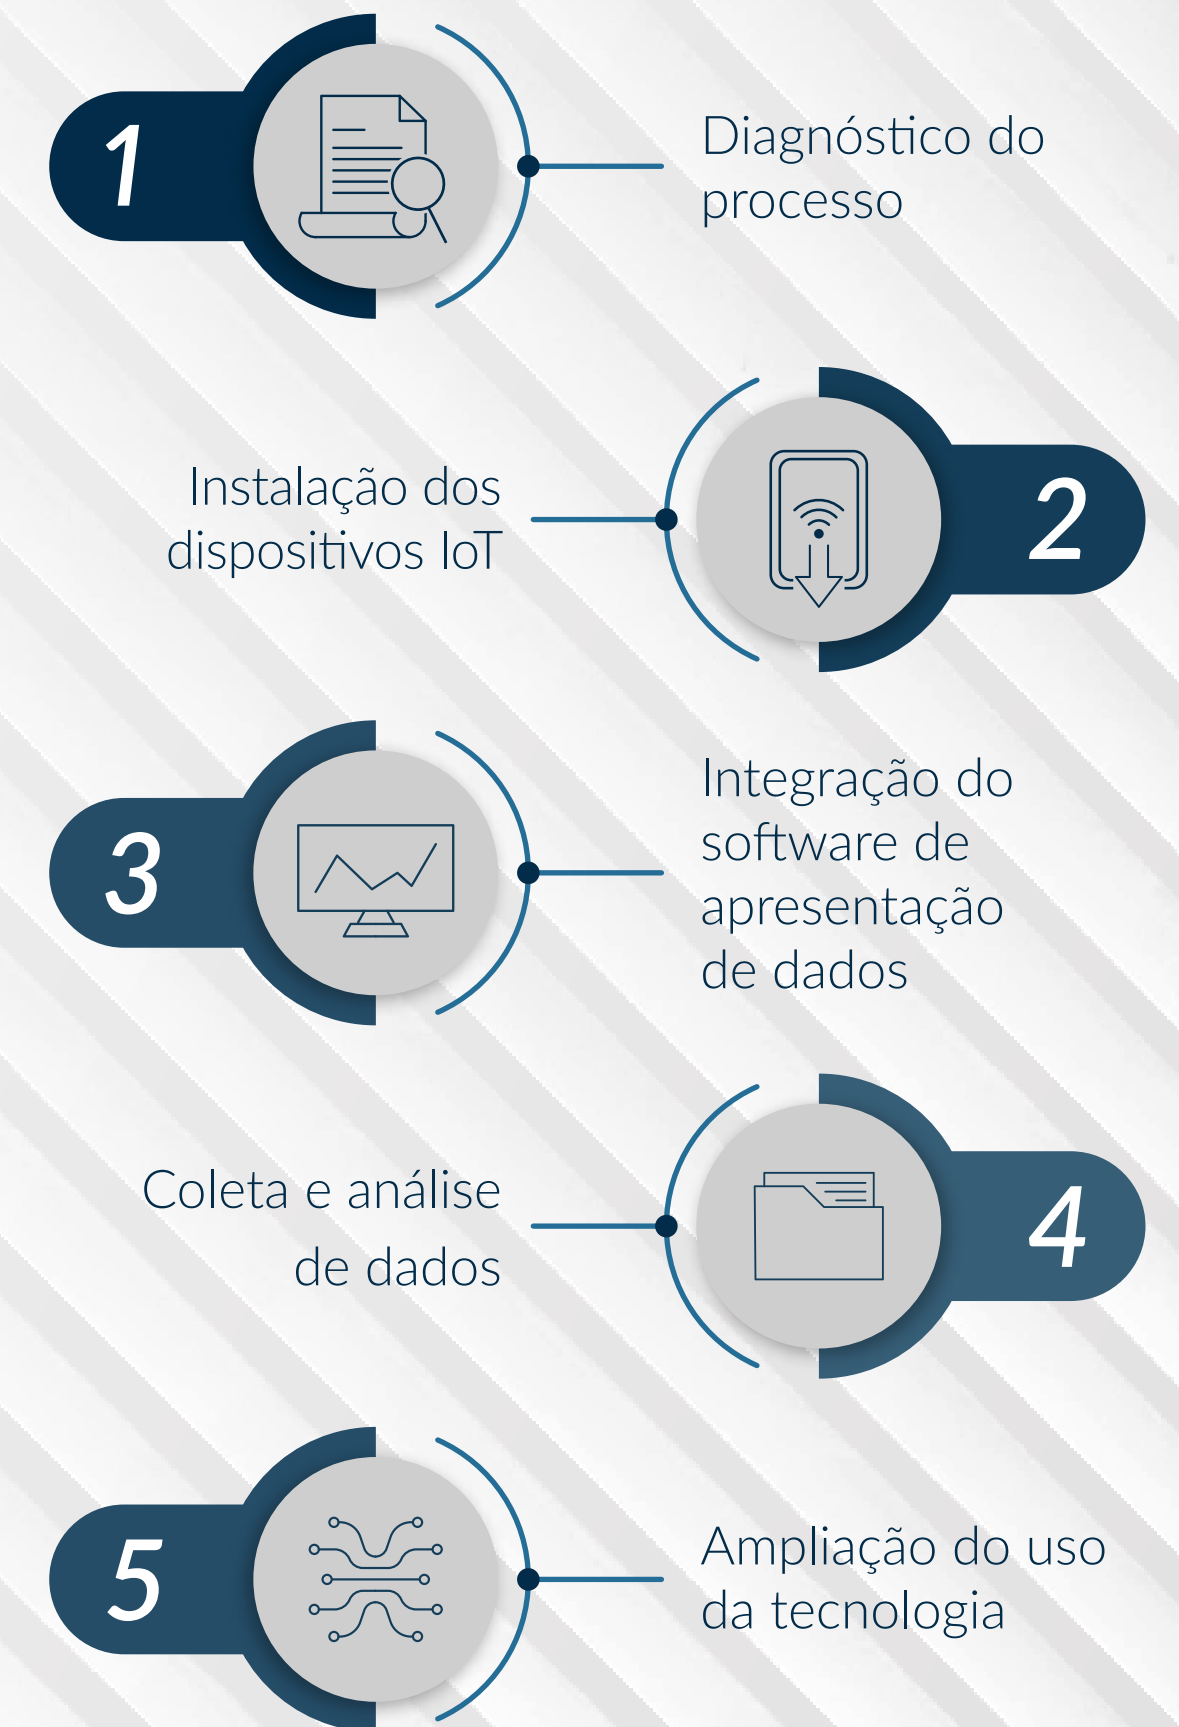 1
Diagnóstico do
processo
Instalação dos
dispositivos IoT
2
3
Integração do
software de
apresentação
de dados
Coleta e análise
de dados
4
5
Ampliação do uso
da tecnologia